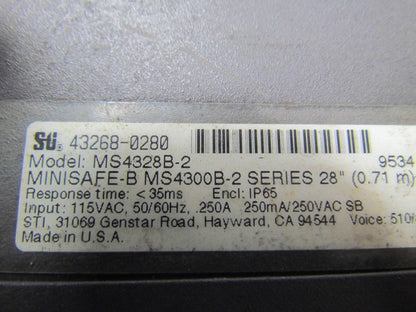 STi. 43268-0280
Model: MS4328B-2 9534
MINISAFE-B MS4300B-2 SERIES 28" (0.71 m)
Response time: <35ms Encl: IP65
Input: 115VAC, 50/60Hz, .250A 250mA/250VAC SB
STI, 31069 Genstar Road, Hayward, CA 94544 Voice: 510
Made in U.S.A.